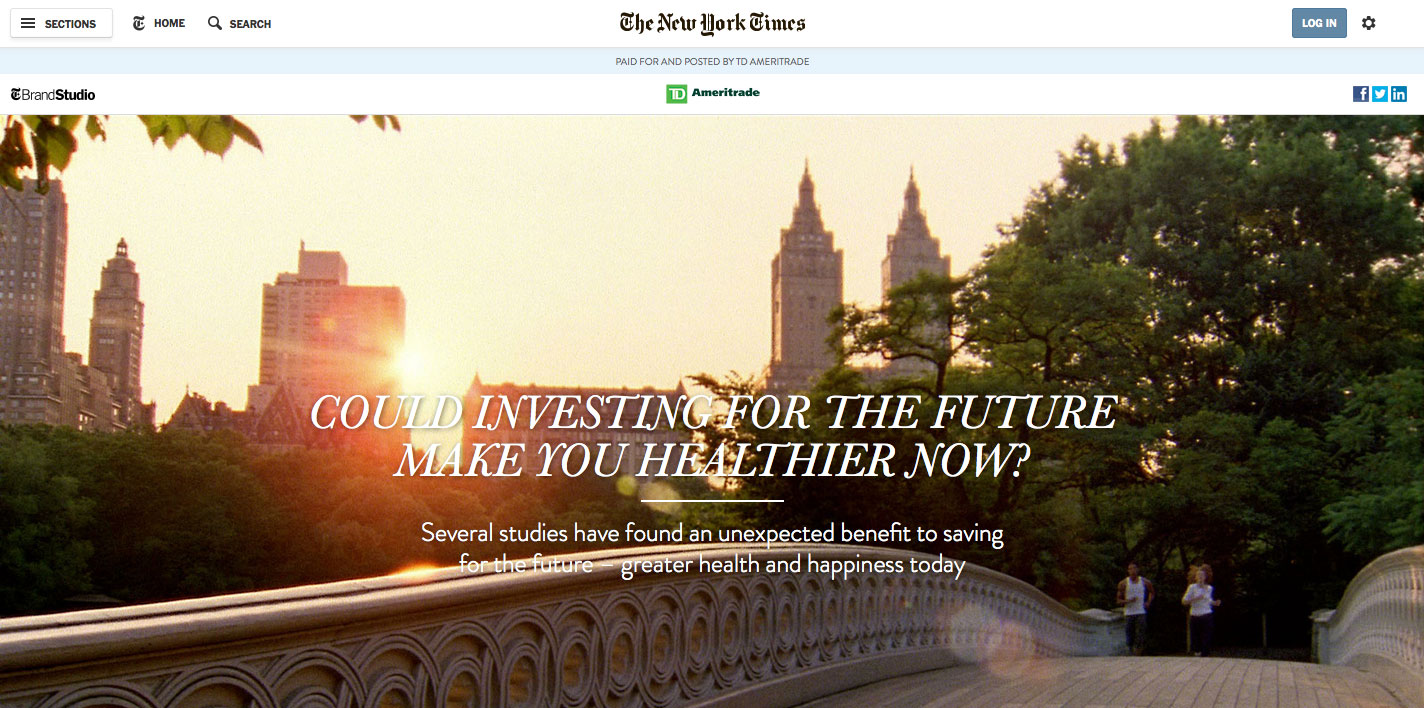 SECTIONS
HOME
SEARCH
The New York Times
LOG IN
PAID FOR AND POSTED BY TD AMERITRADE
T BrandStudio
TD Ameritrade
f in
COULD INVESTING FOR THE FUTURE
MAKE YOU HEALTHIER NOW?
Several studies have found an unexpected benefit to saving
for the future – greater health and happiness today